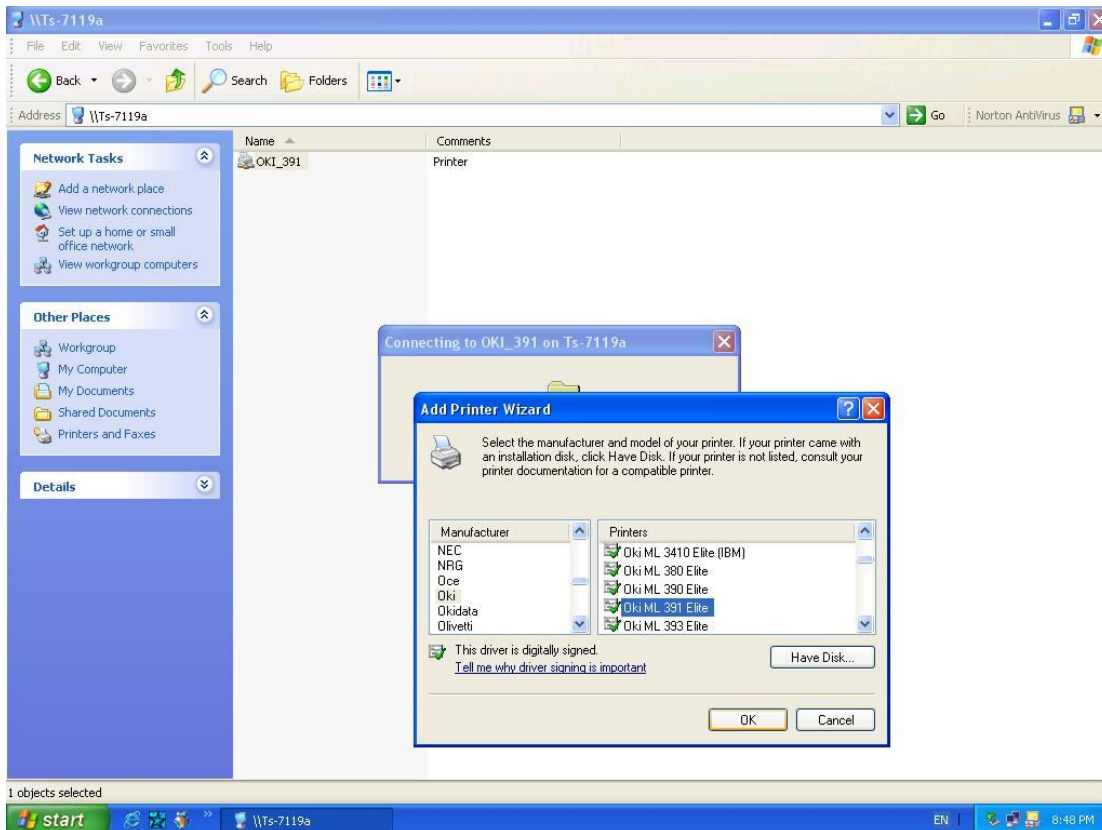 \\Ts-7119a
File Edit View Favorites Tools Help
Back Search Folders
Address \\Ts-7119a Go Norton AntiVirus
Network Tasks
Add a network place
View network connections
Set up a home or small
office network
View workgroup computers
Other Places
Workgroup
My Computer
My Documents
Shared Documents
Printers and Faxes
Details
Name Comments
OKI_391 Printer
Connecting to OKI_391 on Ts-7119a
Add Printer Wizard
Select the manufacturer and model of your printer. If your printer came with
an installation disk, click Have Disk. If your printer is not listed, consult your
printer documentation for a compatible printer.
Manufacturer
NEC
NRG
Oce
Oki
Okidata
Olivetti
Printers
Oki ML 3410 Elite (IBM)
Oki ML 380 Elite
Oki ML 390 Elite
Oki ML 391 Elite
Oki ML 393 Elite
This driver is digitally signed.
Tell me why driver signing is important
Have Disk...
OK Cancel
1 objects selected
start \\Ts-7119a EN 8:48 PM